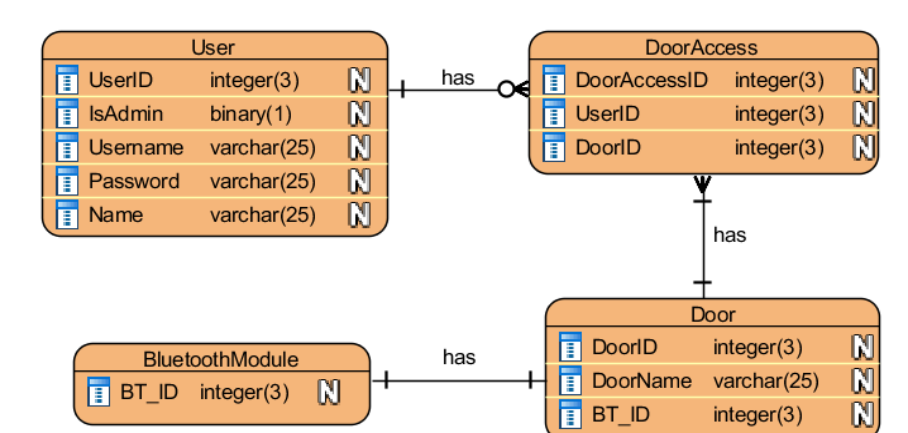 User
UserID integer(3) N
IsAdmin binary(1) N
Username varchar(25) N
Password varchar(25) N
Name varchar(25) N
has
DoorAccess
DoorAccessID integer(3) N
UserID integer(3) N
DoorID integer(3) N
has
BluetoothModule
BT_ID integer(3) N
has
Door
DoorID integer(3) N
DoorName varchar(25) N
BT_ID integer(3) N